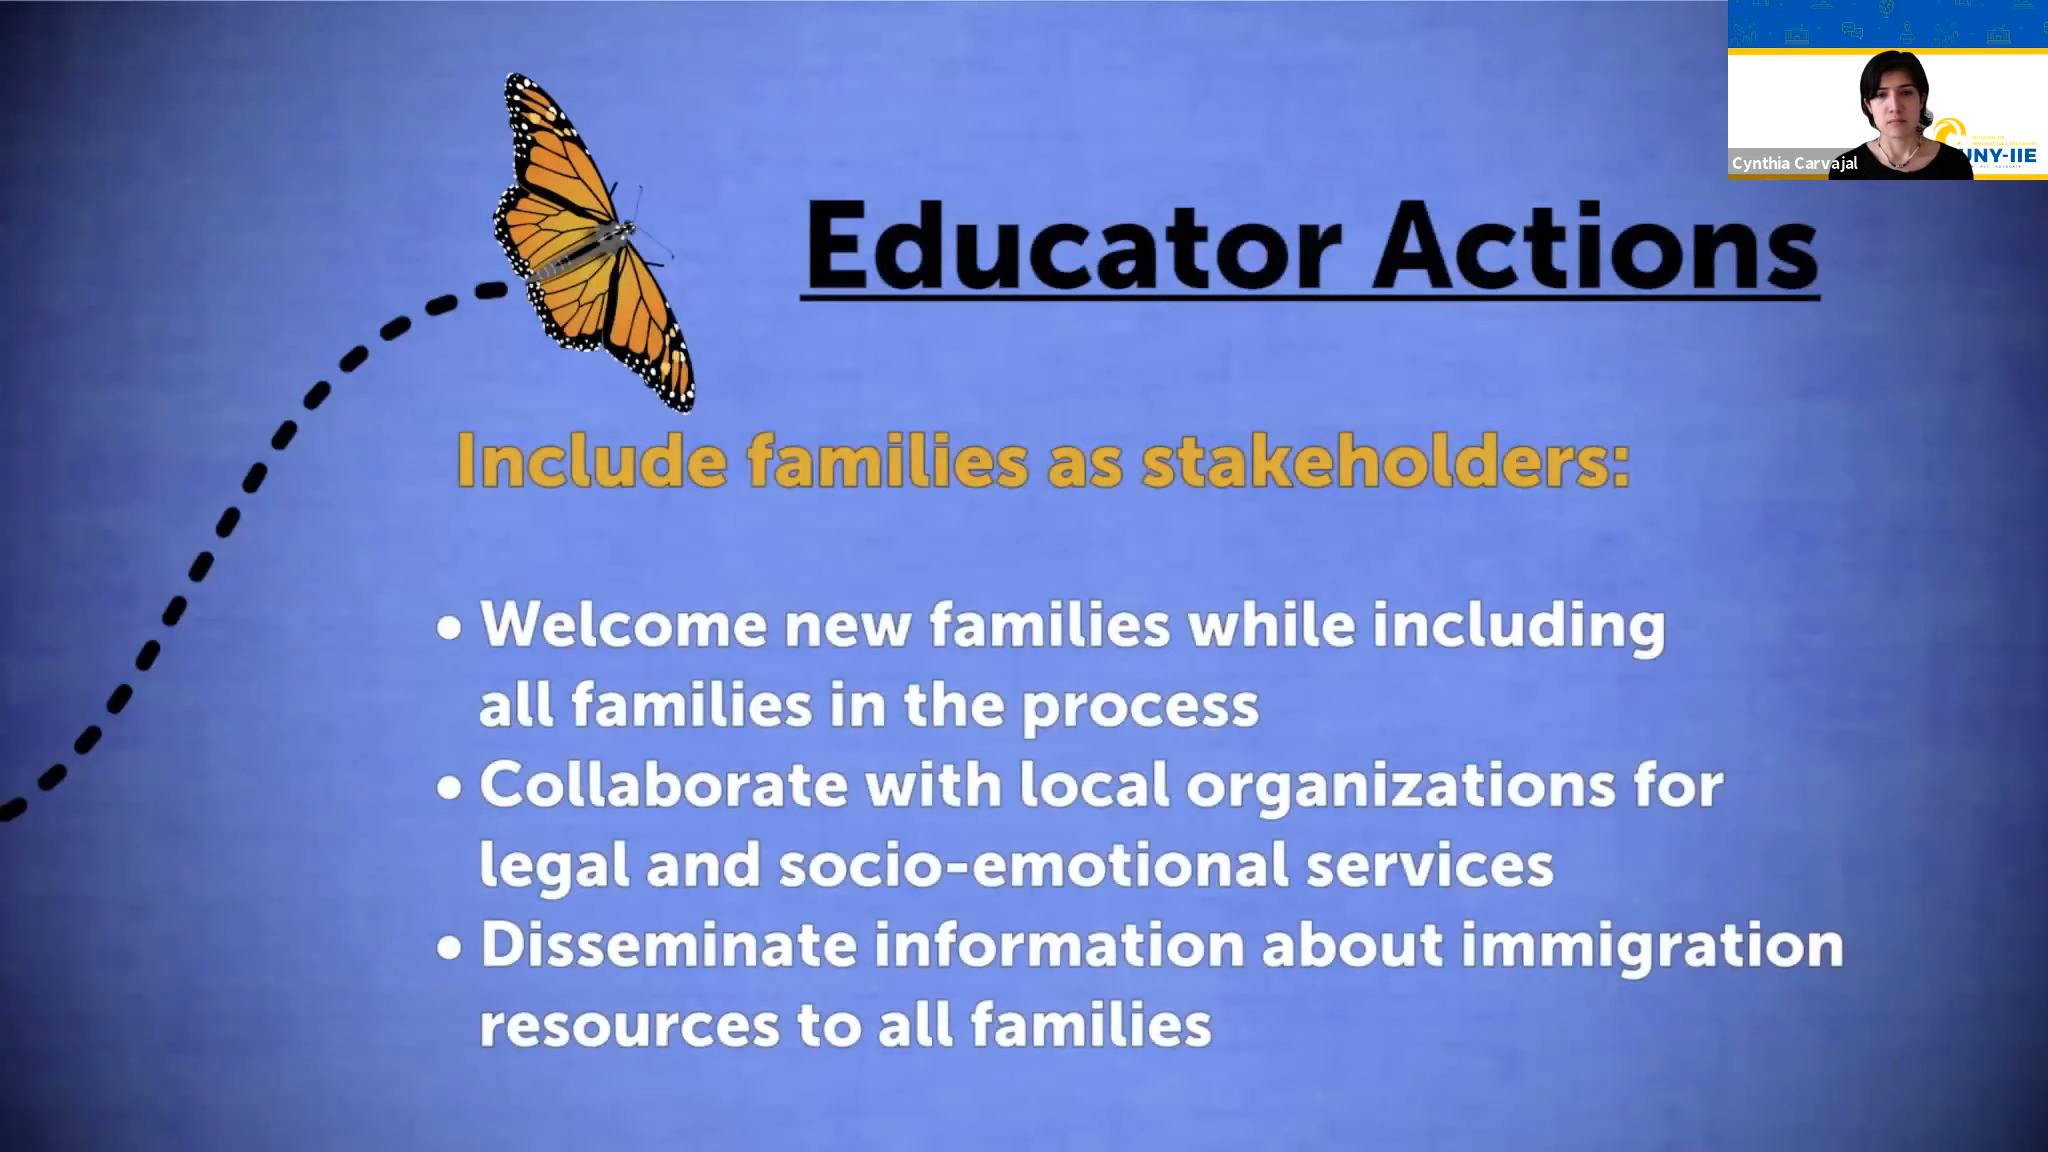 Educator Actions
Include families as stakeholders:
• Welcome new families while including
all families in the process
• Collaborate with local organizations for
legal and socio-emotional services
• Disseminate information about immigration
resources to all families
Cynthia Carvajal
UNY-IIE